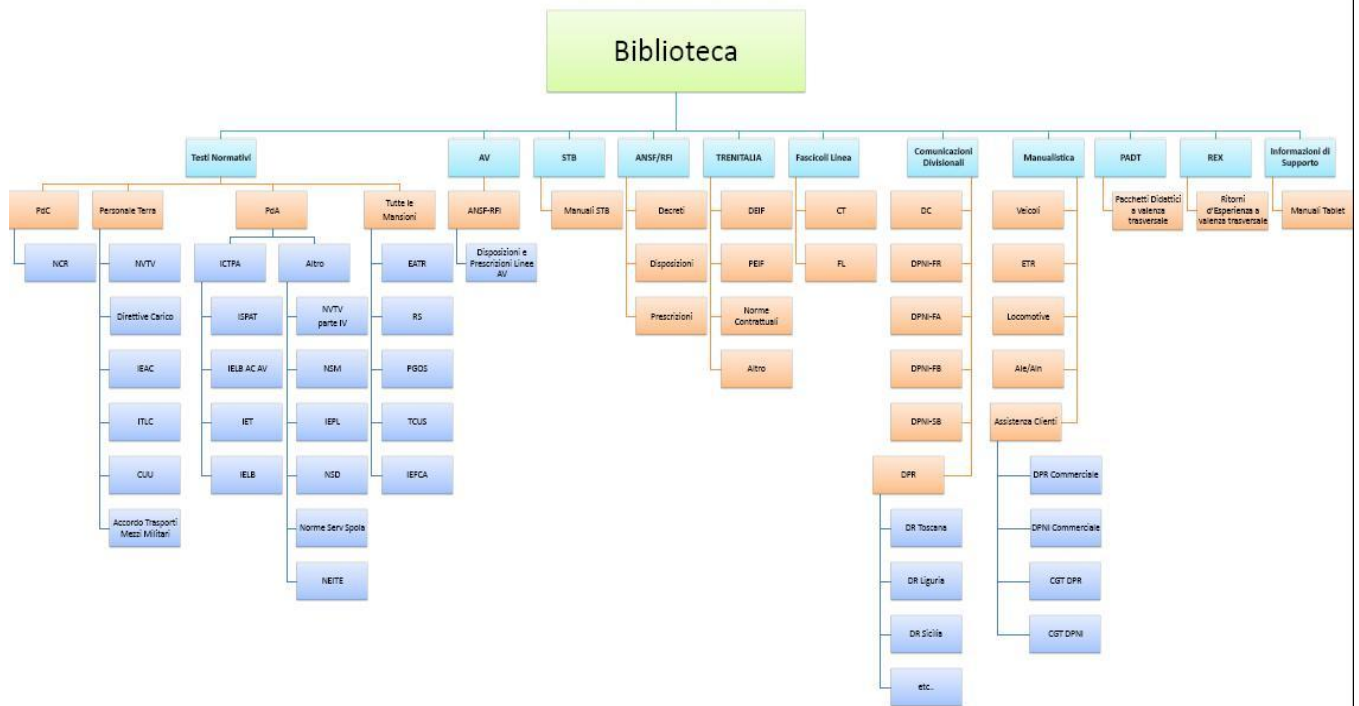 Biblioteca
Testi Normativi
AV
STB
ANSF/RFI
TRENITALIA
Fascicoli Linea
Comunicazioni
Divisionali
Manualistica
PADT
REX
Informazioni di
Supporto
PdC
Personale Terra
PdA
Tutte le
Mansioni
ANSF-RFI
Manuali STB
Decreti
DEIF
CT
DC
Veicoli
Pacchetti Didattici
a valenza
trasversale
Ritorni
d'Esperienza a
valenza trasversale
Manuali Tablet
NCR
NVTV
ICTPA
Altro
EATR
Disposizioni e
Prescrizioni Linee
AV
Disposizioni
PEIF
FL
DPNI-FR
ETR
Direttive Carico
ISPAT
NVTV
parte IV
RS
Prescrizioni
Norme
Contrattuali
DPNI-FA
Locomotive
IEAC
IELB AC AV
NSM
PGOS
Altro
DPNI-FB
Ale/Aln
ITLC
IET
IEPL
TCUS
DPNI-SB
Assistenza Clienti
CUU
IELB
NSD
IEFCA
DPR
DPR Commerciale
Accordo Trasporti
Mezzi Militari
Norme Serv Spola
DR Toscana
DPNI Commerciale
NEITE
DR Liguria
CGT DPR
DR Sicilia
CGT DPNI
etc..